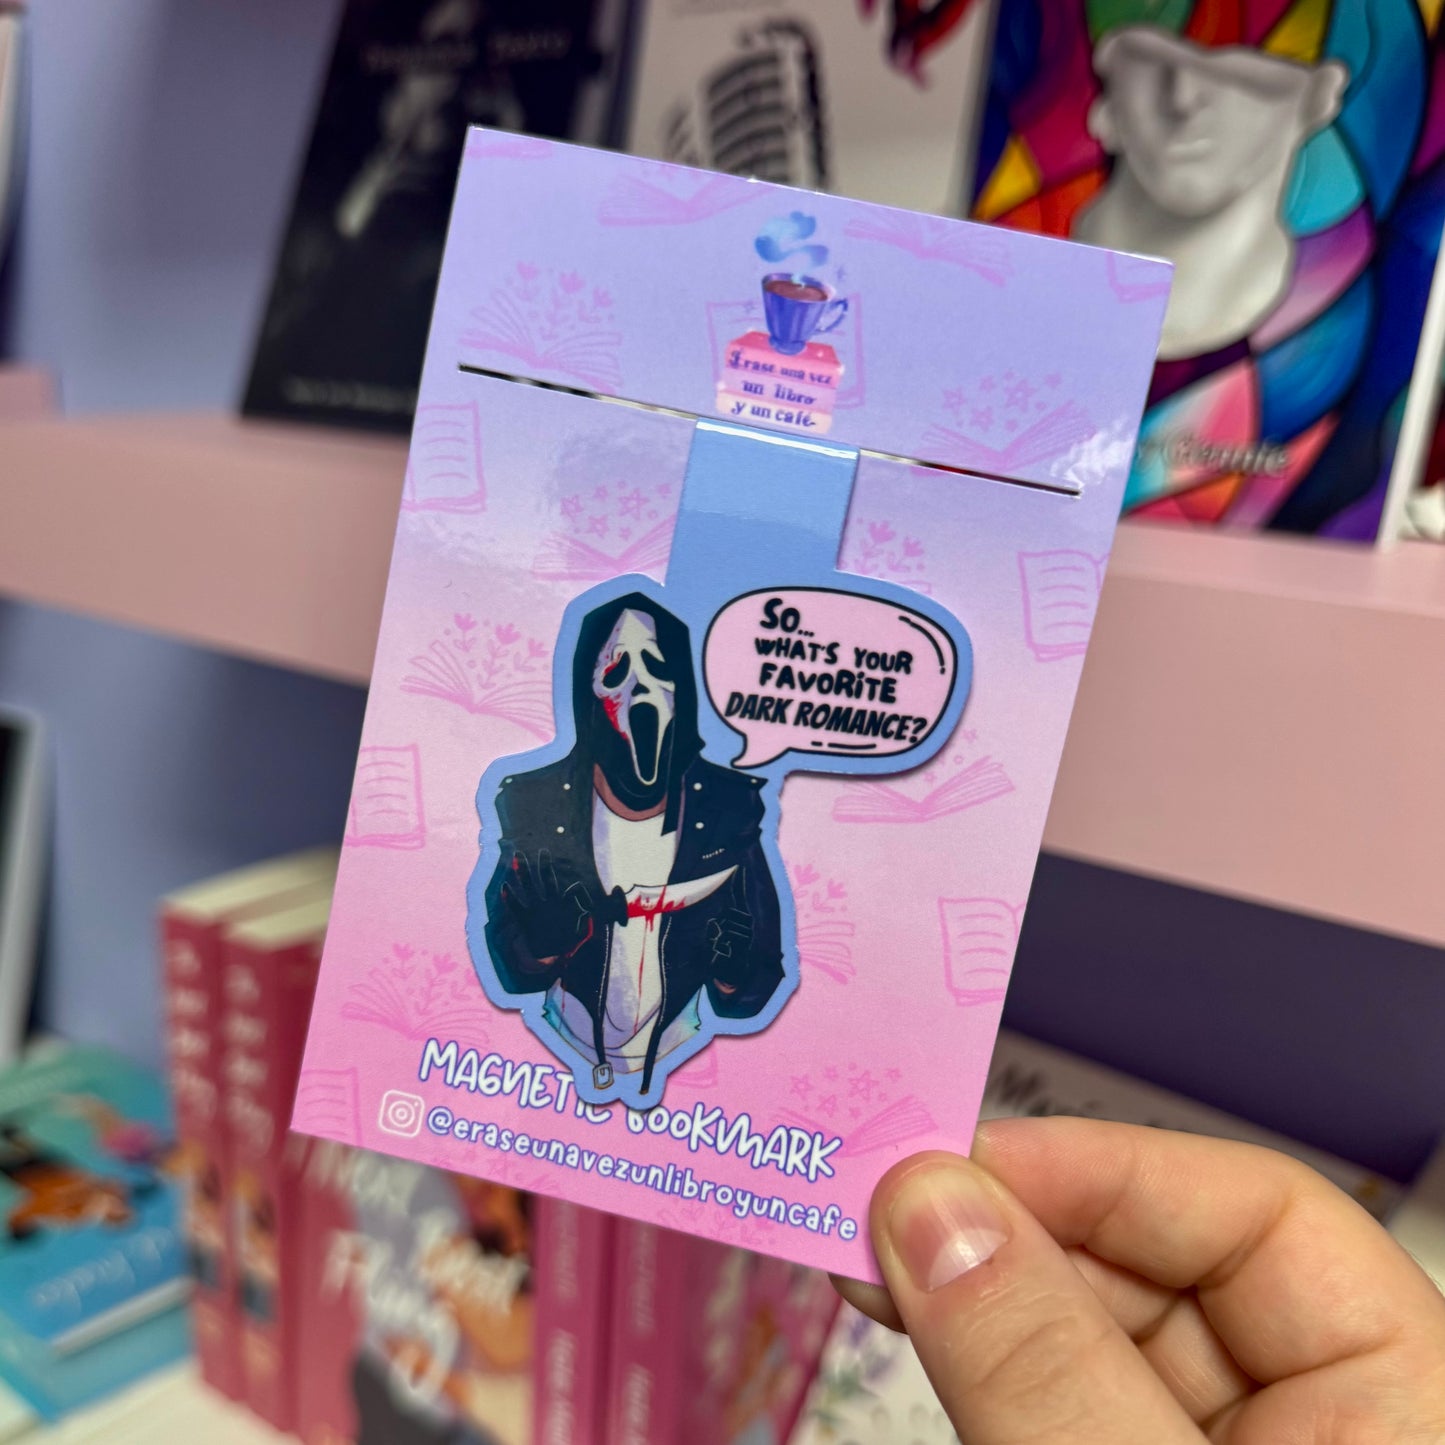 Érase una vez
un libro
y un café
So...
WHAT'S YOUR
FAVORITE
DARK ROMANCE?
MAGNETIC BOOKMARK
@eraseunavezunlibroyuncafe